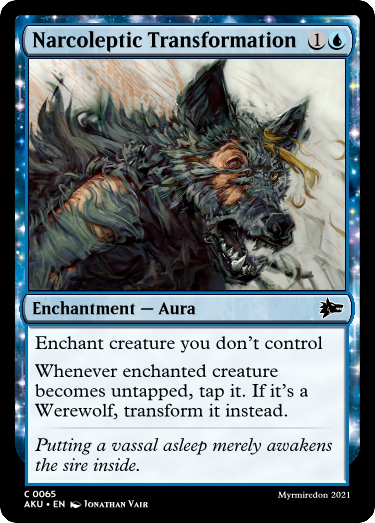 Narcoleptic Transformation 1
Enchantment — Aura
Enchant creature you don't control
Whenever enchanted creature
becomes untapped, tap it. If it's a
Werewolf, transform it instead.
Putting a vassal asleep merely awakens
the sire inside.
C 0065
AKU • EN Jonathan Vair
Myrmiredon 2021